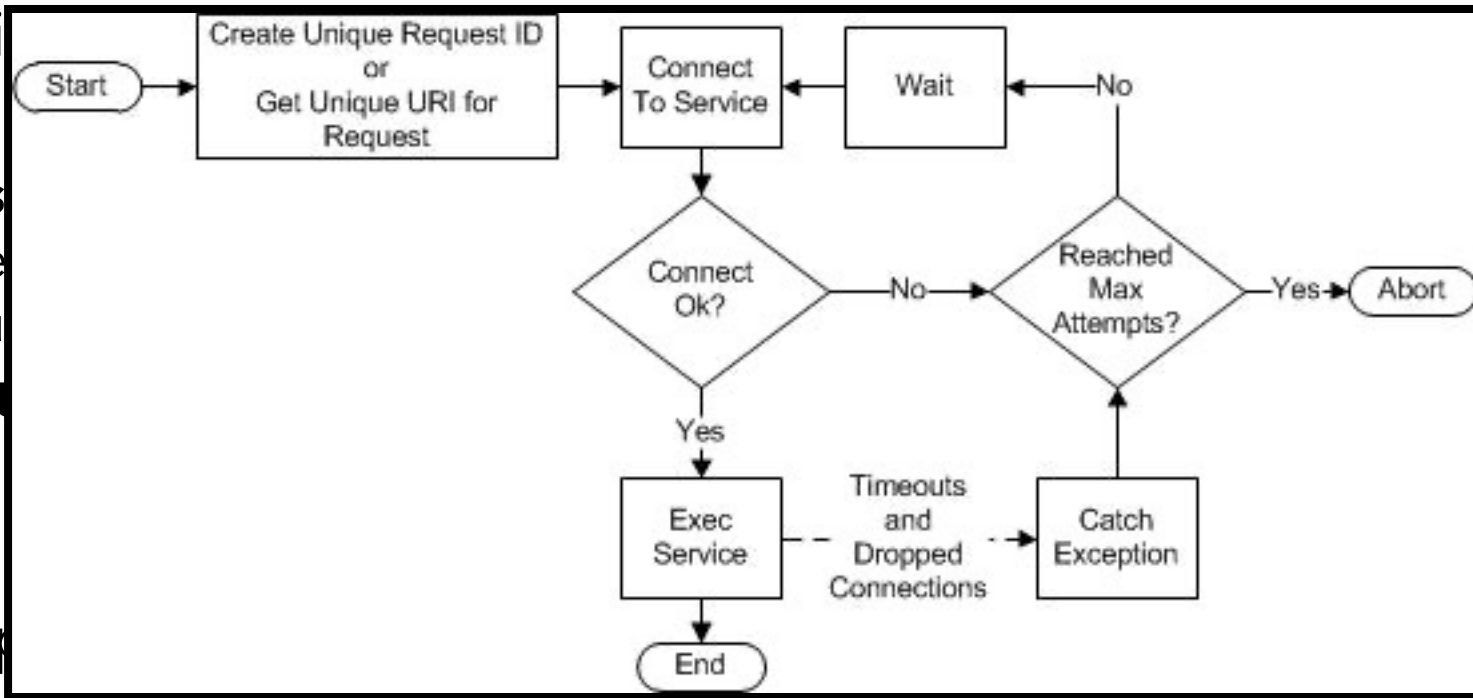 Start
Create Unique Request ID
or
Get Unique URI for
Request
Connect
To Service
Wait
No
Connect
Ok?
No
Reached
Max
Attempts?
Yes
Abort
Yes
Exec
Service
Timeouts
and
Dropped
Connections
Catch
Exception
End